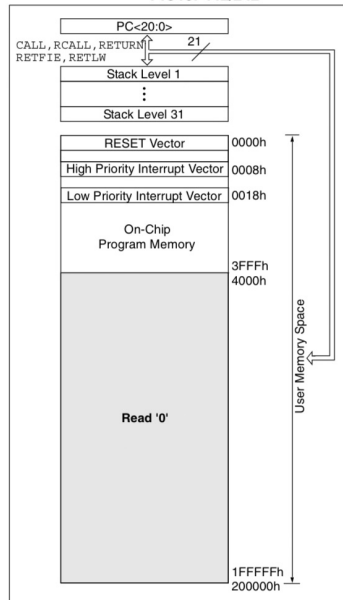 PC<20:0>
CALL,RCALL,RETURN
RETFIE,RETLW
21
Stack Level 1
Stack Level 31
RESET Vector
0000h
High Priority Interrupt Vector
0008h
Low Priority Interrupt Vector
0018h
On-Chip
Program Memory
3FFFh
4000h
Read '0'
User Memory Space
1FFFFFh
200000h